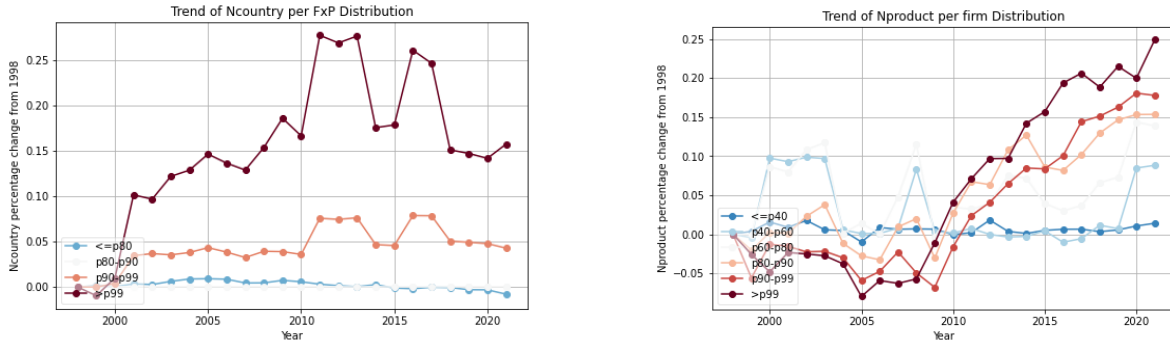 Trend of Ncountry per FxP Distribution
Ncountry percentage change from 1998
0.25
0.20
0.15
0.10
0.05
0.00
<=p80
p80-p90
p90-p99
>p99
2000
2005
2010
2015
2020
Year
Trend of Nproduct per firm Distribution
Nproduct percentage change from 1998
0.25
0.20
0.15
0.10
0.05
0.00
−0.05
<=p40
p40-p60
p60-p80
p80-p90
p90-p99
>p99
2000
2005
2010
2015
2020
Year